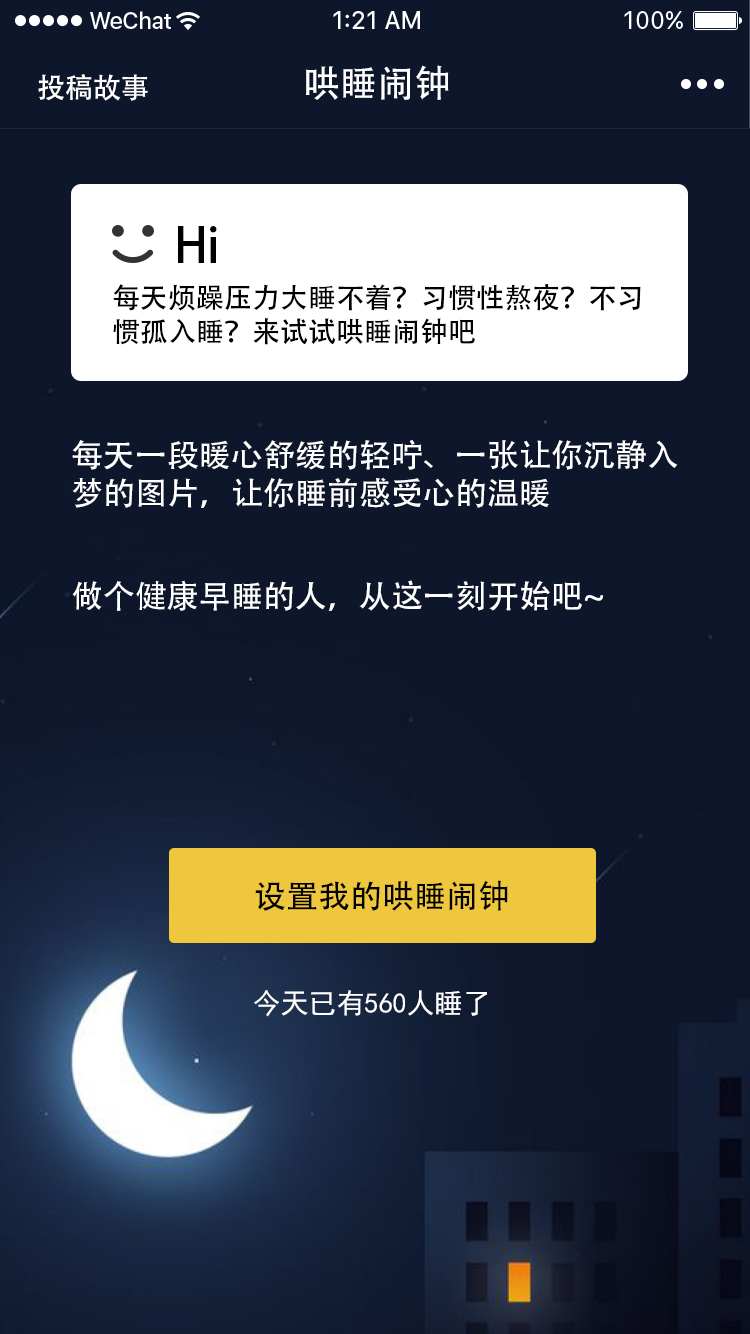 WeChat 1:21 AM 100%
投稿故事 哄睡闹钟
Hi
每天烦躁压力大睡不着？习惯性熬夜？不习
惯孤入睡？来试试哄睡闹钟吧
每天一段暖心舒缓的轻咛、一张让你沉静入
梦的图片，让你睡前感受心的温暖
做个健康早睡的人，从这一刻开始吧~
设置我的哄睡闹钟
今天已有560人睡了